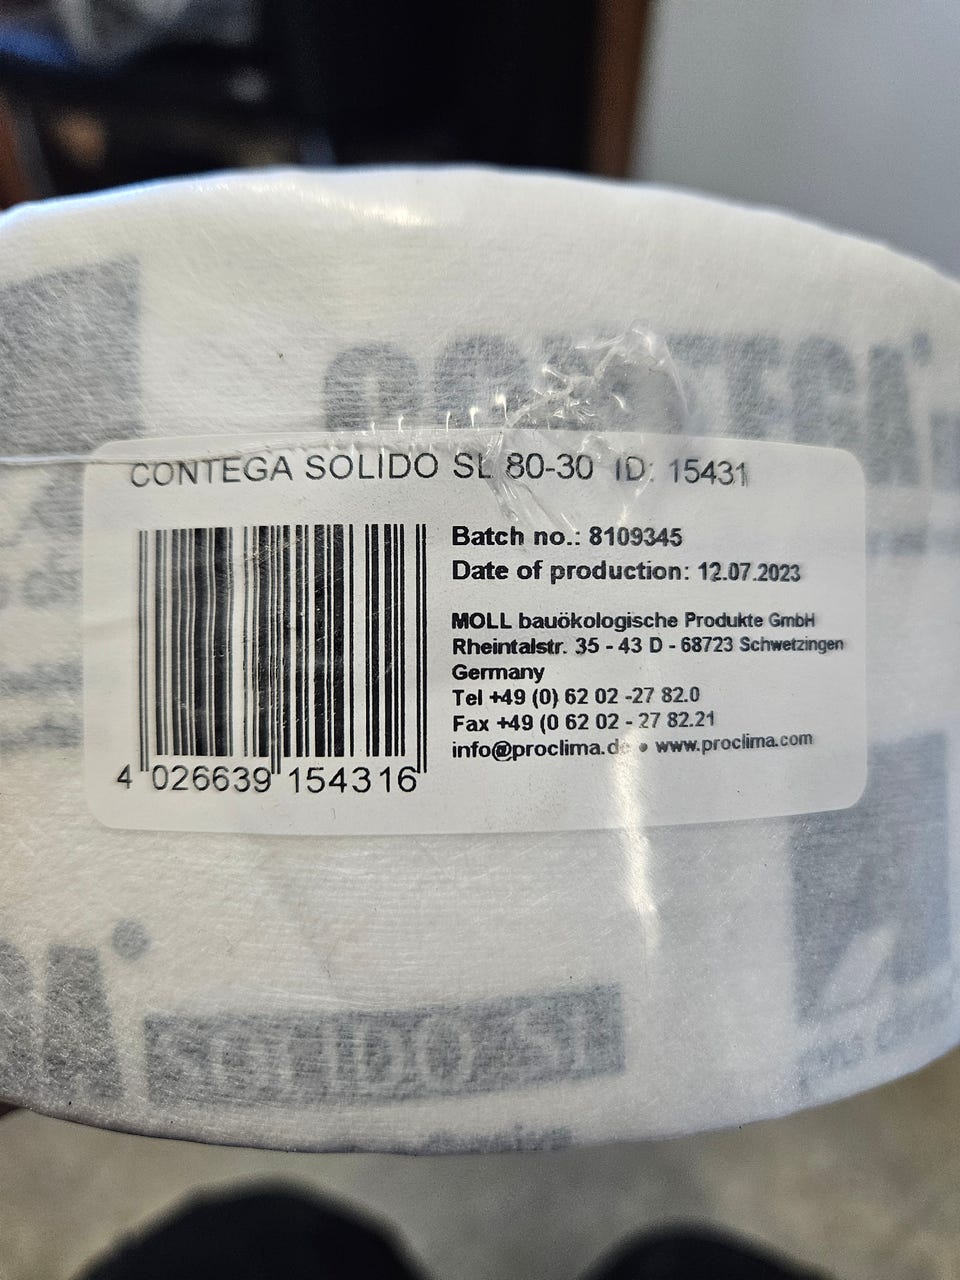 CONTEGA
CONTEGA SOLIDO SL 80-30 ID: 15431
Batch no.: 8109345
Date of production: 12.07.2023
MOLL bauökologische Produkte GmbH
Rheintalstr. 35 - 43 D - 68723 Schwetzingen
Germany
Tel +49 (0) 62 02 -27 82.0
Fax +49 (0 62 02 - 27 82.21
info@proclima.de • www.proclima.com
4 026639 154316
SOLIDO SL